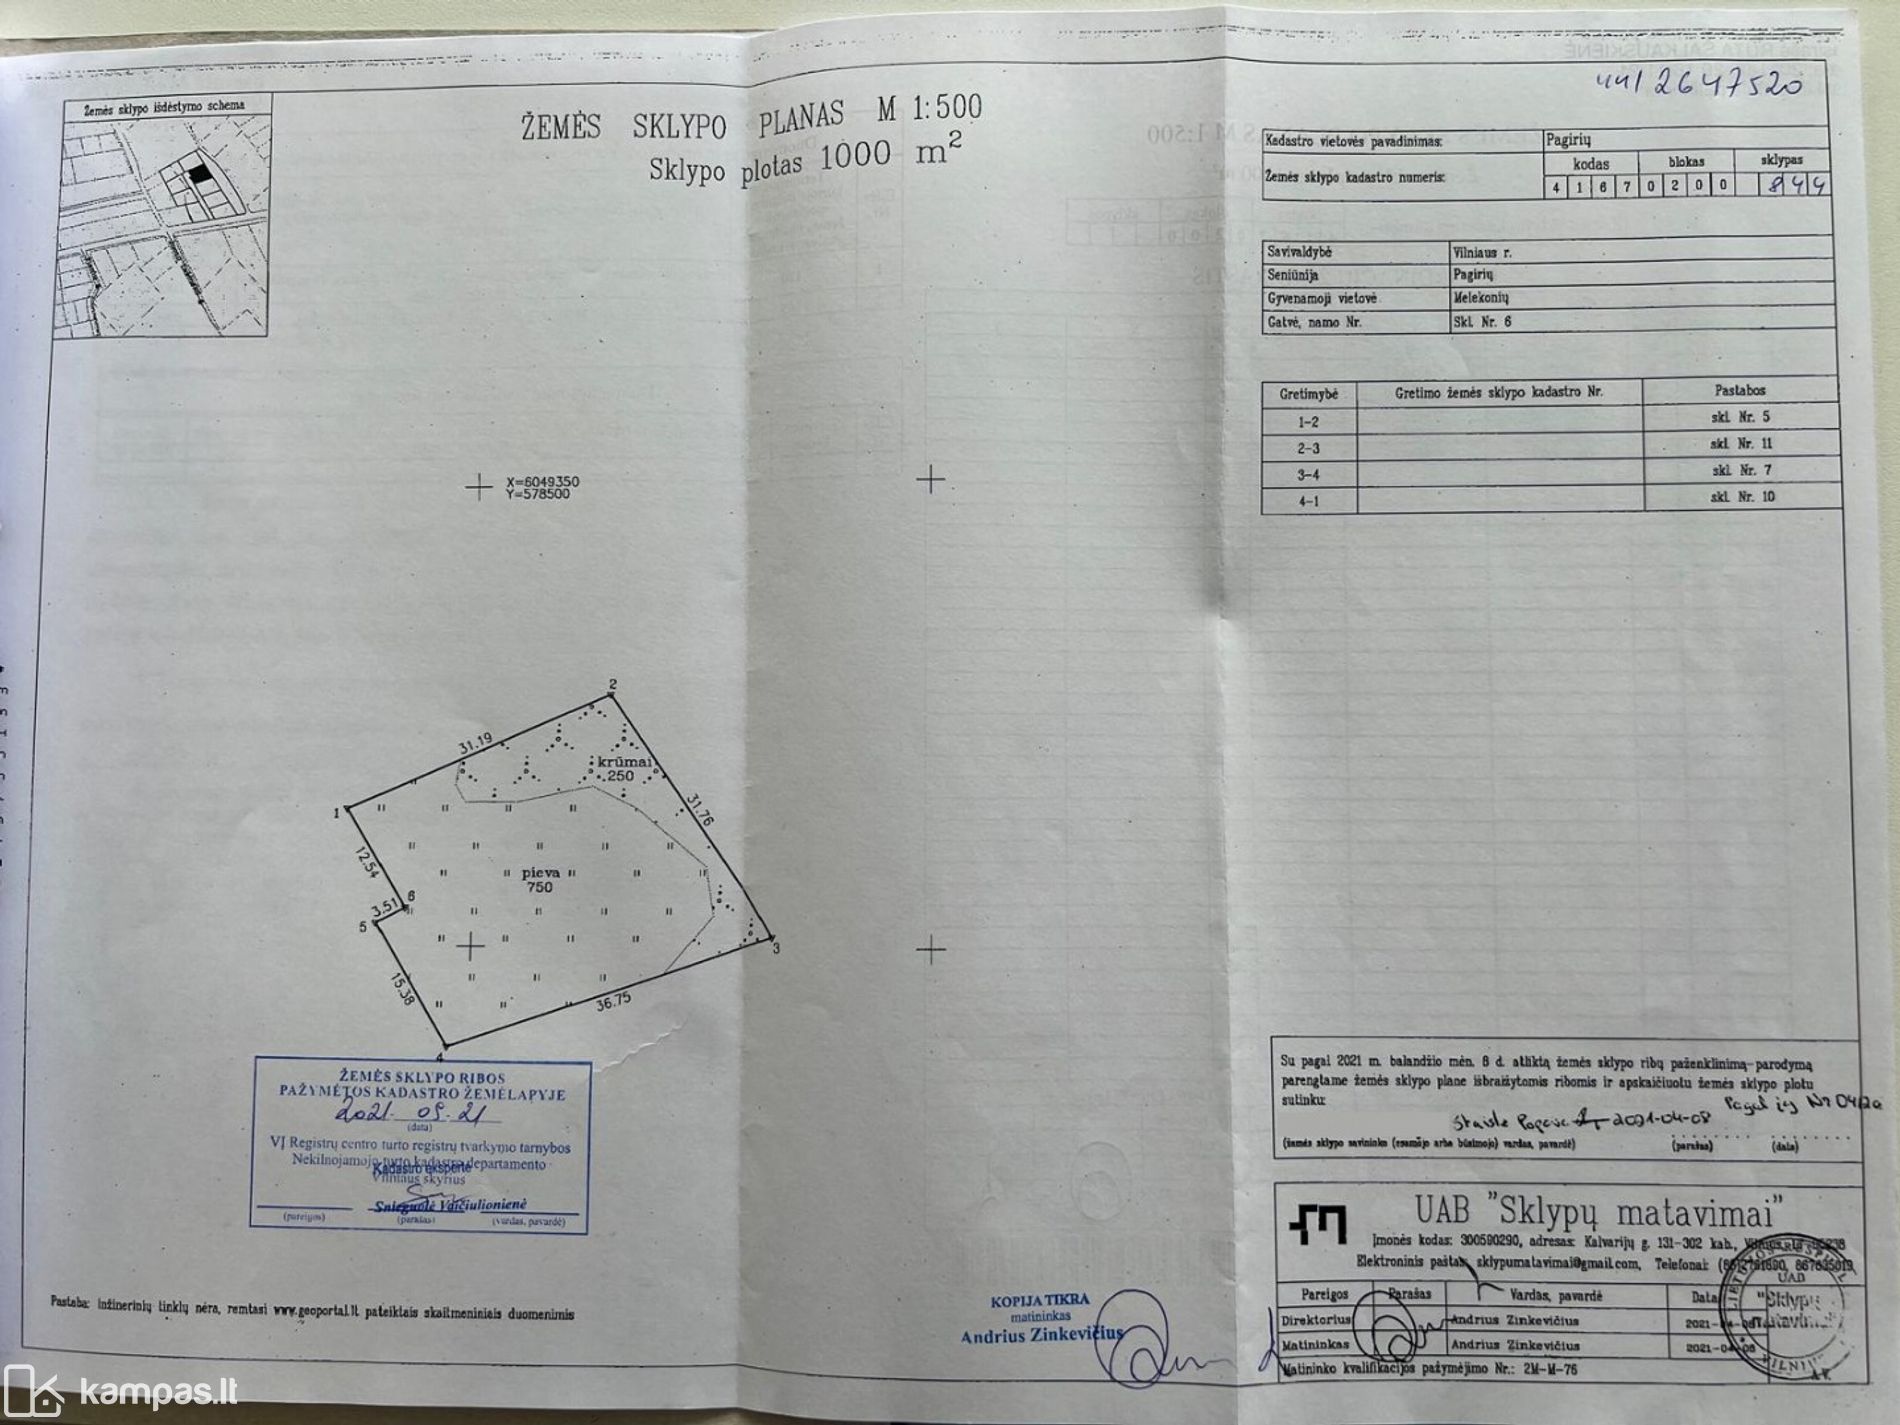 Žemės sklypo išdėstymo schema
ŽEMĖS SKLYPO PLANAS M 1:500
Sklypo plotas 1000 m²
4412647520
Kadastro vietovės pavadinimas: Pagirių
Žemės sklypo kadastro numeris:
kodas blokas sklypas
4 1 6 7 0 2 0 0 844
Savivaldybė Vilniaus r.
Seniūnija Pagirių
Gyvenamoji vietovė Melekonių
Gatvė, namo Nr. Skl. Nr. 6
Gretimybė Gretimo žemės sklypo kadastro Nr. Pastabos
1-2 skl. Nr. 5
2-3 skl. Nr. 11
3-4 skl. Nr. 7
4-1 skl. Nr. 10
X=6049350
Y=578500
2
31.19
krūmai
250
1
31.76
12.54
pieva
750
6
3.51
5
3
15.38
36.75
4
ŽEMĖS SKLYPO RIBOS
PAŽYMĖTOS KADASTRO ŽEMĖLAPYJE
2021. 05. 21
(data)
VĮ Registrų centro turto registrų tvarkymo tarnybos
Nekilnojamojo turto kadastro departamento
Vilniaus skyrius
Kadastro ekspertė
Snieguolė Vaičiulionienė
(pareigos) (parašas) (vardas, pavardė)
Pastaba: inžinerinių tinklų nėra, remtasi www.geoportal.lt pateiktais skaitmeniniais duomenimis
KOPIJA TIKRA
matininkas
Andrius Zinkevičius
Su pagal 2021 m. balandžio mėn. 8 d. atliktą žemės sklypo ribų paženklinimą-parodymą
parengtame žemės sklypo plane išbraižytomis ribomis ir apskaičiuotu žemės sklypo plotu
sutinku:
2021-04-08
(žemės sklypo savininko (esamojo arba būsimojo) vardas, pavardė) (parašas) (data)
UAB "Sklypų matavimai"
Įmonės kodas: 300590290, adresas: Kalvarijų g. 131-302 kab.,
Elektroninis paštas: sklypumatavimai@gmail.com, Telefonai:
Pareigos Parašas Vardas, pavardė Data
Direktorius Andrius Zinkevičius
Matininkas Andrius Zinkevičius
Matininko kvalifikacijos pažymėjimo Nr.: 2M-M-76
UAB
"Sklypų
matavimai"
A.V.
kampas.lt